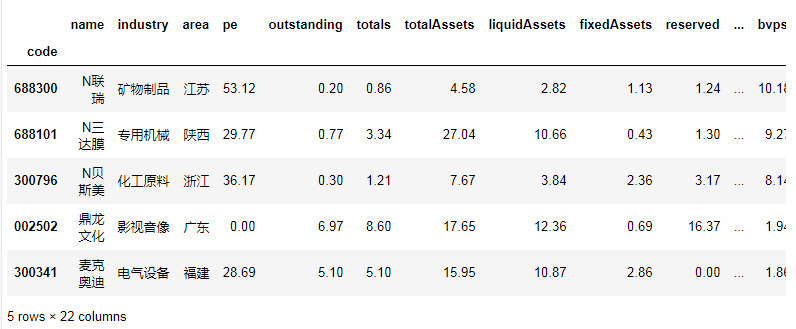 name industry area pe outstanding totals totalAssets liquidAssets fixedAssets reserved ... bvps
code
688300 N联瑞 矿物制品 江苏 53.12 0.20 0.86 4.58 2.82 1.13 1.24 ... 10.18
688101 N三达膜 专用机械 陕西 29.77 0.77 3.34 27.04 10.66 0.43 1.30 ... 9.27
300796 N贝斯美 化工原料 浙江 36.17 0.30 1.21 7.67 3.84 2.36 3.17 ... 8.14
002502 鼎龙文化 影视音像 广东 0.00 6.97 8.60 17.65 12.36 0.69 16.37 ... 1.94
300341 麦克奥迪 电气设备 福建 28.69 5.10 5.10 15.95 10.87 2.86 0.00 ... 1.86
5 rows × 22 columns